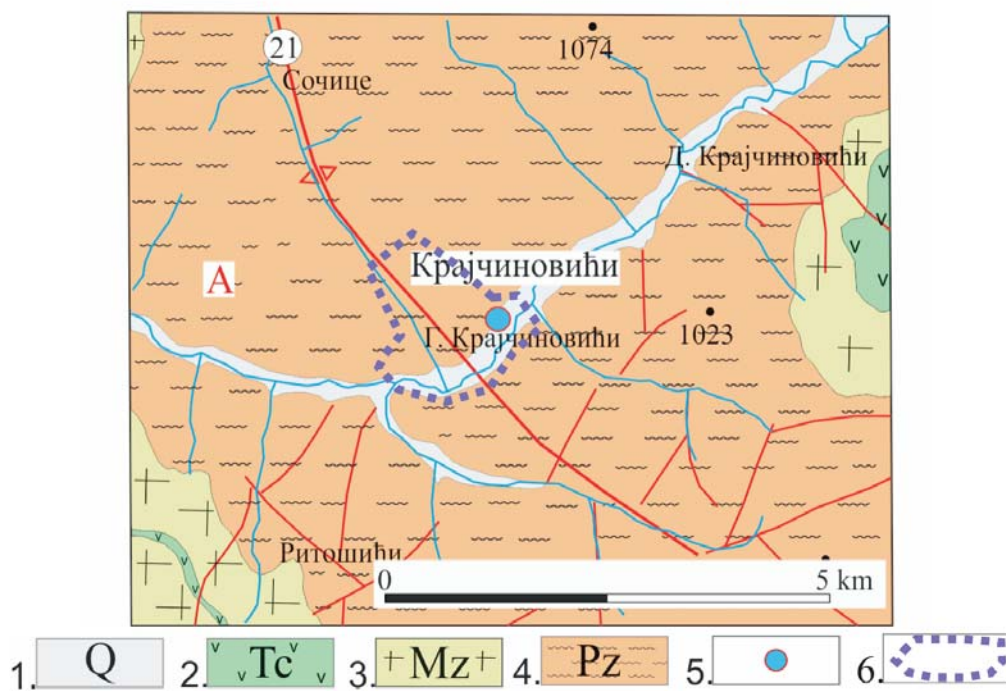 21
1074
Сочице
Д. Крајчиновићи
Крајчиновићи
А
Г. Крајчиновићи
1023
Ритошићи
0 5 km
1. Q 2. Tc 3. Mz 4. Pz 5. 6.